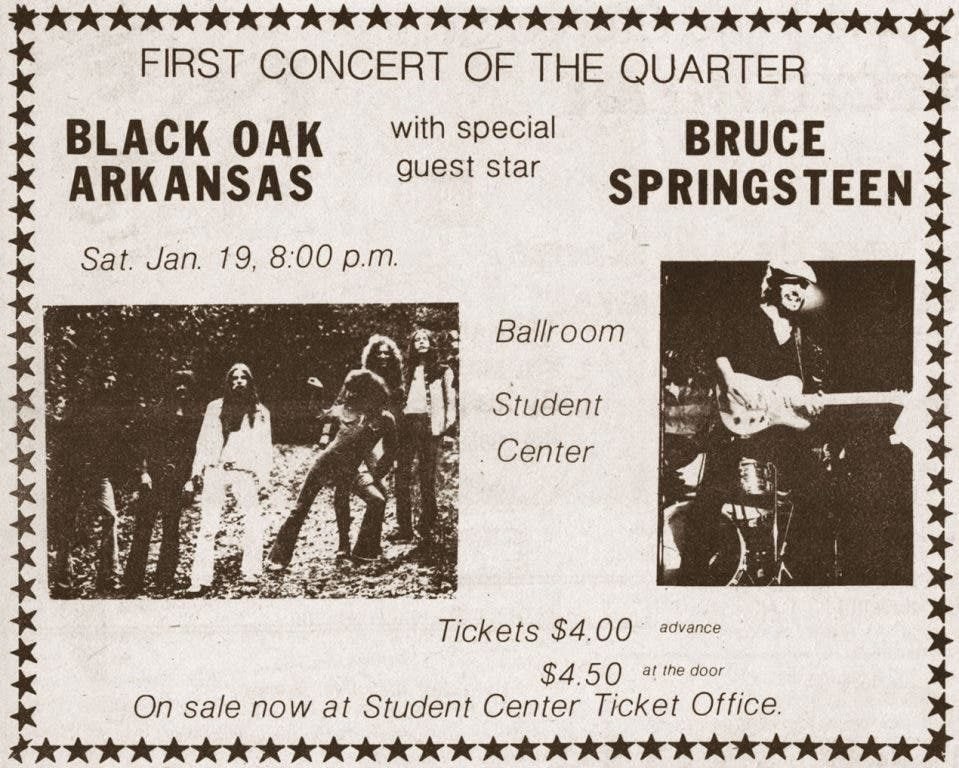 FIRST CONCERT OF THE QUARTER
BLACK OAK
ARKANSAS
with special
guest star
BRUCE
SPRINGSTEEN
Sat. Jan. 19, 8:00 p.m.
Ballroom
Student
Center
Tickets $4.00 advance
$4.50 at the door
On sale now at Student Center Ticket Office.